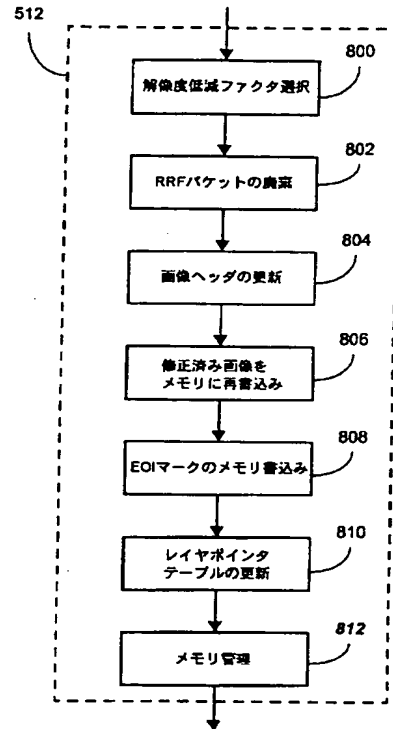 512
800
解像度低減ファクタ選択
802
RRFパケットの廃棄
804
画像ヘッダの更新
806
修正済み画像を
メモリに再書込み
808
EOIマークのメモリ書込み
810
レイヤポインタ
テーブルの更新
812
メモリ管理